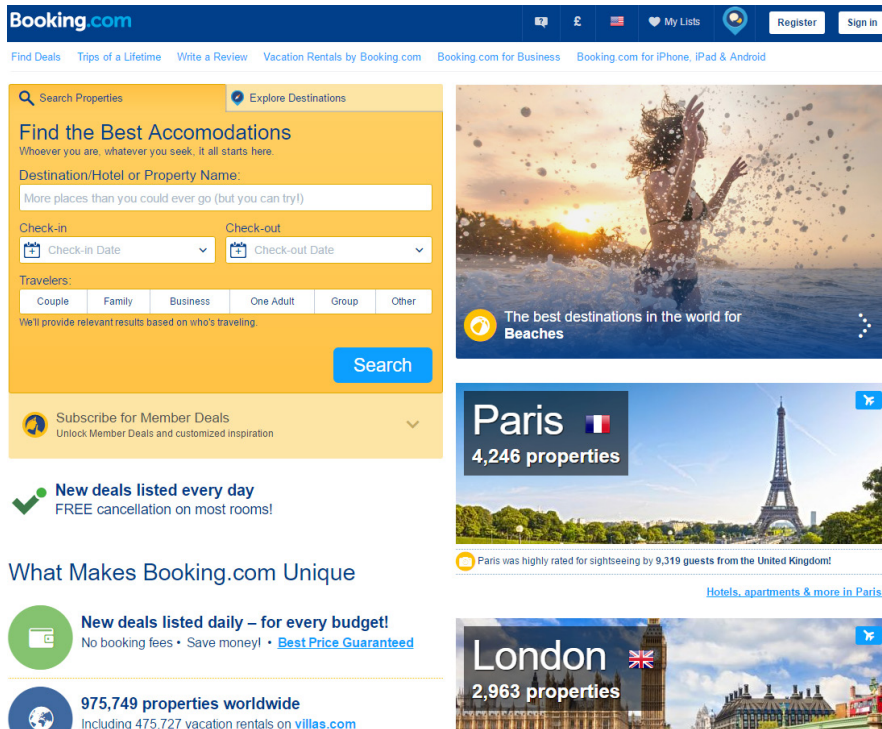 Booking.com
£
My Lists
Register
Sign in
Find Deals
Trips of a Lifetime
Write a Review
Vacation Rentals by Booking.com
Booking.com for Business
Booking.com for iPhone, iPad & Android
Search Properties
Explore Destinations
Find the Best Accomodations
Whoever you are, whatever you seek, it all starts here.
Destination/Hotel or Property Name:
More places than you could ever go (but you can try!)
Check-in
Check-out
Check-in Date
Check-out Date
Travelers:
Couple
Family
Business
One Adult
Group
Other
We'll provide relevant results based on who's traveling.
Search
Subscribe for Member Deals
Unlock Member Deals and customized inspiration
New deals listed every day
FREE cancellation on most rooms!
What Makes Booking.com Unique
New deals listed daily – for every budget!
No booking fees • Save money! • Best Price Guaranteed
975,749 properties worldwide
Including 475,727 vacation rentals on villas.com
The best destinations in the world for
Beaches
Paris
4,246 properties
Paris was highly rated for sightseeing by 9,319 guests from the United Kingdom!
Hotels, apartments & more in Paris
London
2,963 properties